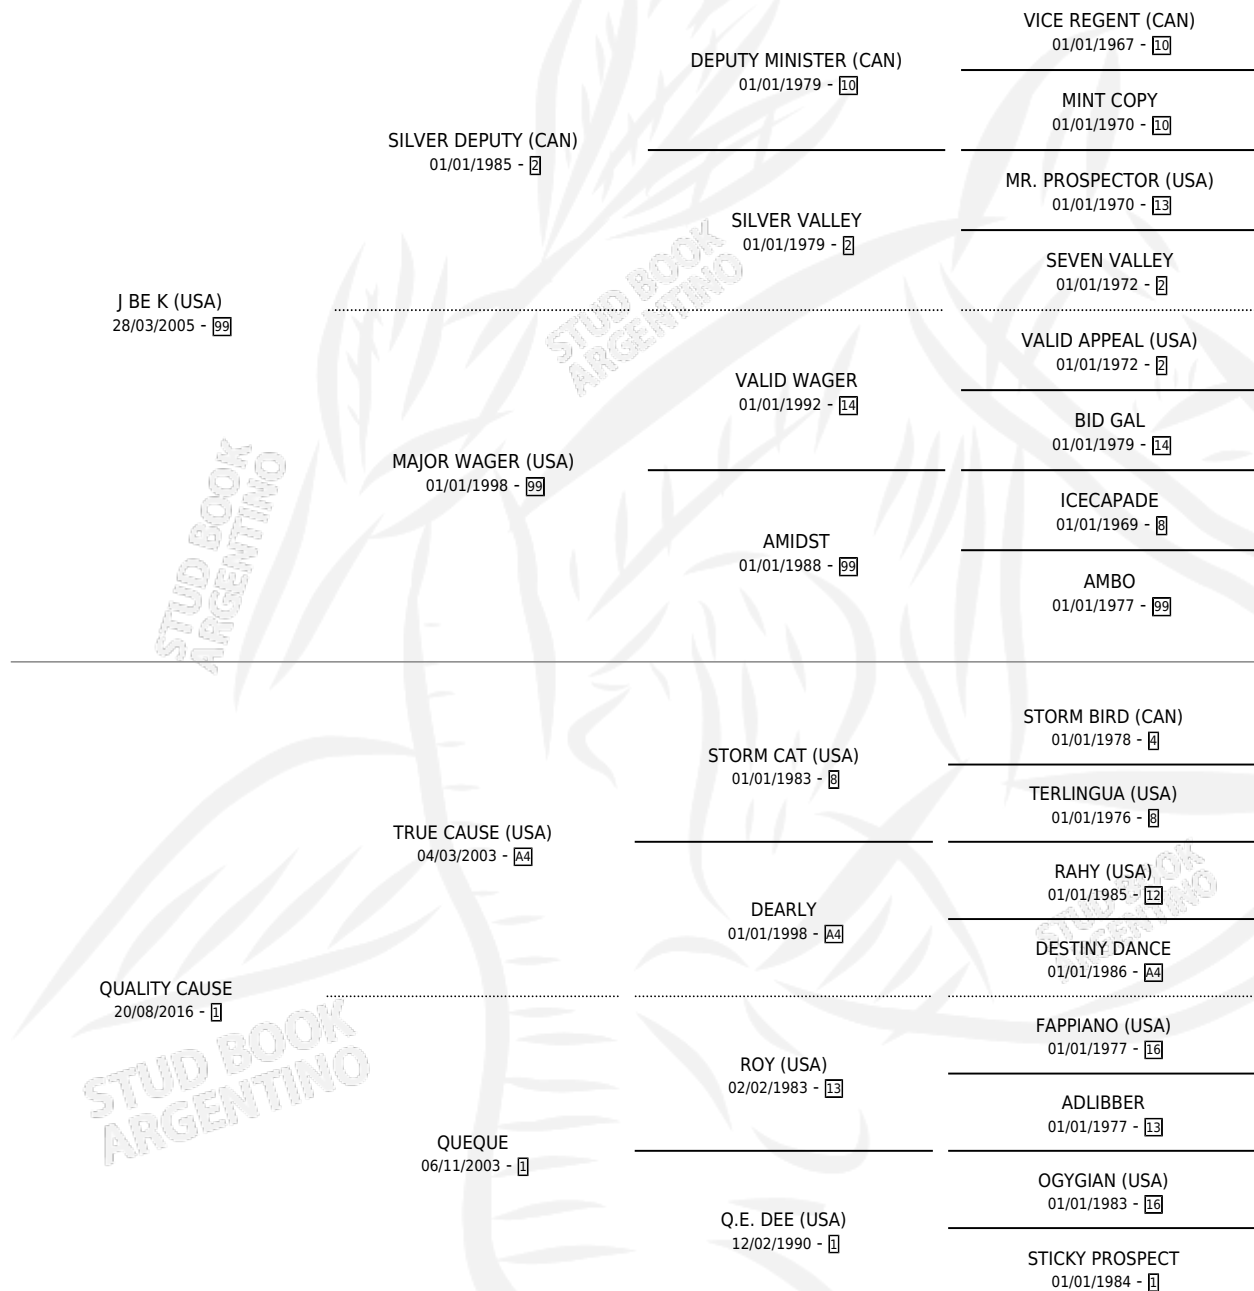 VICE REGENT (CAN)
01/01/1967 - 10
DEPUTY MINISTER (CAN)
01/01/1979 - 10
MINT COPY
01/01/1970 - 10
SILVER DEPUTY (CAN)
01/01/1985 - 2
MR. PROSPECTOR (USA)
01/01/1970 - 13
SILVER VALLEY
01/01/1979 - 2
SEVEN VALLEY
01/01/1972 - 2
J BE K (USA)
28/03/2005 - 99
VALID APPEAL (USA)
01/01/1972 - 2
VALID WAGER
01/01/1992 - 14
BID GAL
01/01/1979 - 14
MAJOR WAGER (USA)
01/01/1998 - 99
ICECAPADE
01/01/1969 - 8
AMIDST
01/01/1988 - 99
AMBO
01/01/1977 - 99
STORM BIRD (CAN)
01/01/1978 - 4
STORM CAT (USA)
01/01/1983 - 8
TERLINGUA (USA)
01/01/1976 - 8
TRUE CAUSE (USA)
04/03/2003 - A4
RAHY (USA)
01/01/1985 - 12
DEARLY
01/01/1998 - A4
DESTINY DANCE
01/01/1986 - A4
QUALITY CAUSE
20/08/2016 - 1
FAPPIANO (USA)
01/01/1977 - 16
ROY (USA)
02/02/1983 - 13
ADLIBBER
01/01/1977 - 13
QUEQUE
06/11/2003 - 1
OGYGIAN (USA)
01/01/1983 - 16
Q.E. DEE (USA)
12/02/1990 - 1
STICKY PROSPECT
01/01/1984 - 1
STUD BOOK
ARGENTINO
STUD BOOK
ARGENTINO
STUD BOOK
ARGENTINO
STUD BOOK
ARGENTINO